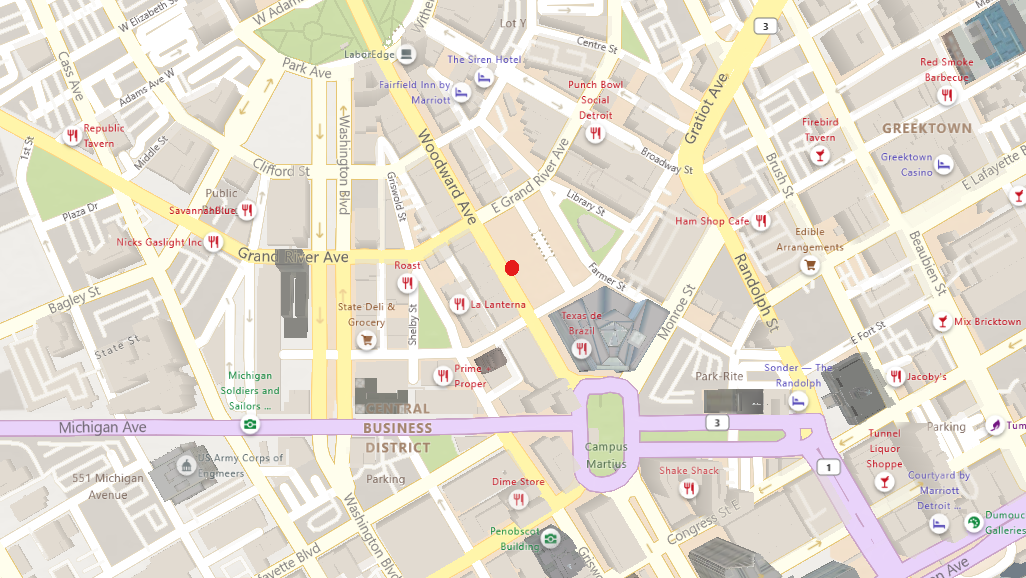 W Elizabeth St
W Adams
Lot Y
3
Centre St
LaborEdge
The Siren Hotel
Park Ave
Cass Ave
Adams Ave W
Fairfield Inn by
Marriott
Punch Bowl
Social
Detroit
Gratiot Ave
Red Smoke
Barbecue
Republic
Tavern
1st St
Middle St
Washington Blvd
Woodward Ave
Firebird
Tavern
GREEKTOWN
Broadway St
Clifford St
Greektown
Casino
E Lafayette
Brush St
Griswold St
E Grand River Ave
Library St
Public
SavannahBlue
Plaza Dr
Ham Shop Cafe
Nicks Gaslight Inc
Grand River Ave
Edible
Arrangements
Beaubien St
Roast
Farmer St
Randolph St
Bagley St
State Deli &
Grocery
Shelby St
La Lanterna
Texas de
Brazil
Monroe St
Mix Bricktown
E Fort St
State St
Prime +
Proper
Park-Rite
Sonder — The
Randolph
Jacoby's
Michigan
Soldiers and
Sailors ...
Michigan Ave
CENTRAL
BUSINESS
DISTRICT
3
Parking
Campus
Martius
1
Tunnel
Liquor
Shoppe
US Army Corps of
Engineers
551 Michigan
Avenue
Parking
Dime Store
Shake Shack
Courtyard by
Marriott
Detroit ...
Washington Blvd
Congress St E
Penobscot
Building